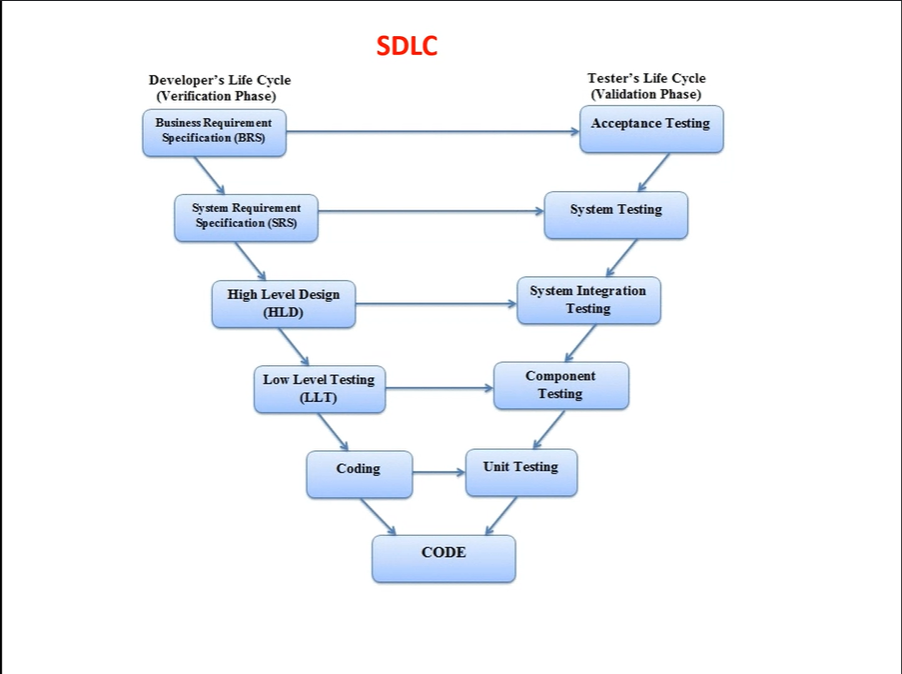 SDLC
Developer's Life Cycle
(Verification Phase)
Tester's Life Cycle
(Validation Phase)
Business Requirement
Specification (BRS)
Acceptance Testing
System Requirement
Specification (SRS)
System Testing
High Level Design
(HLD)
System Integration
Testing
Low Level Testing
(LLT)
Component
Testing
Coding
Unit Testing
CODE